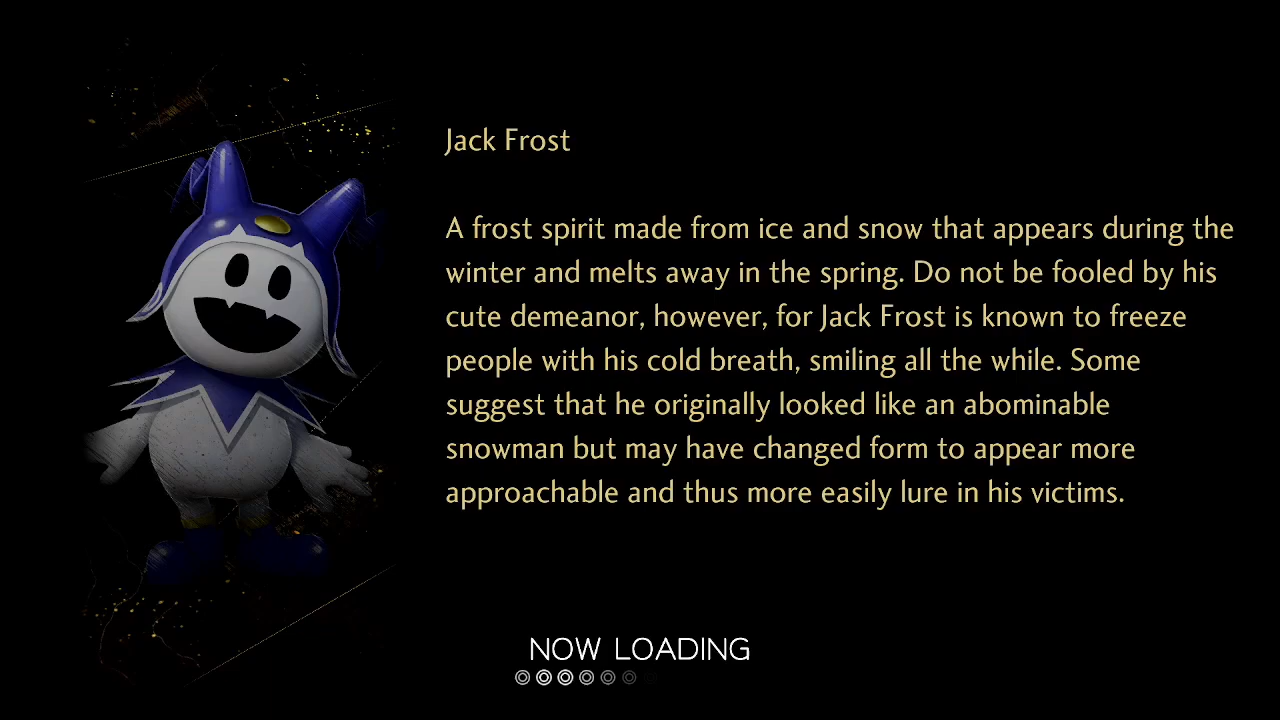 Jack Frost
A frost spirit made from ice and snow that appears during the
winter and melts away in the spring. Do not be fooled by his
cute demeanor, however, for Jack Frost is known to freeze
people with his cold breath, smiling all the while. Some
suggest that he originally looked like an abominable
snowman but may have changed form to appear more
approachable and thus more easily lure in his victims.
NOW LOADING